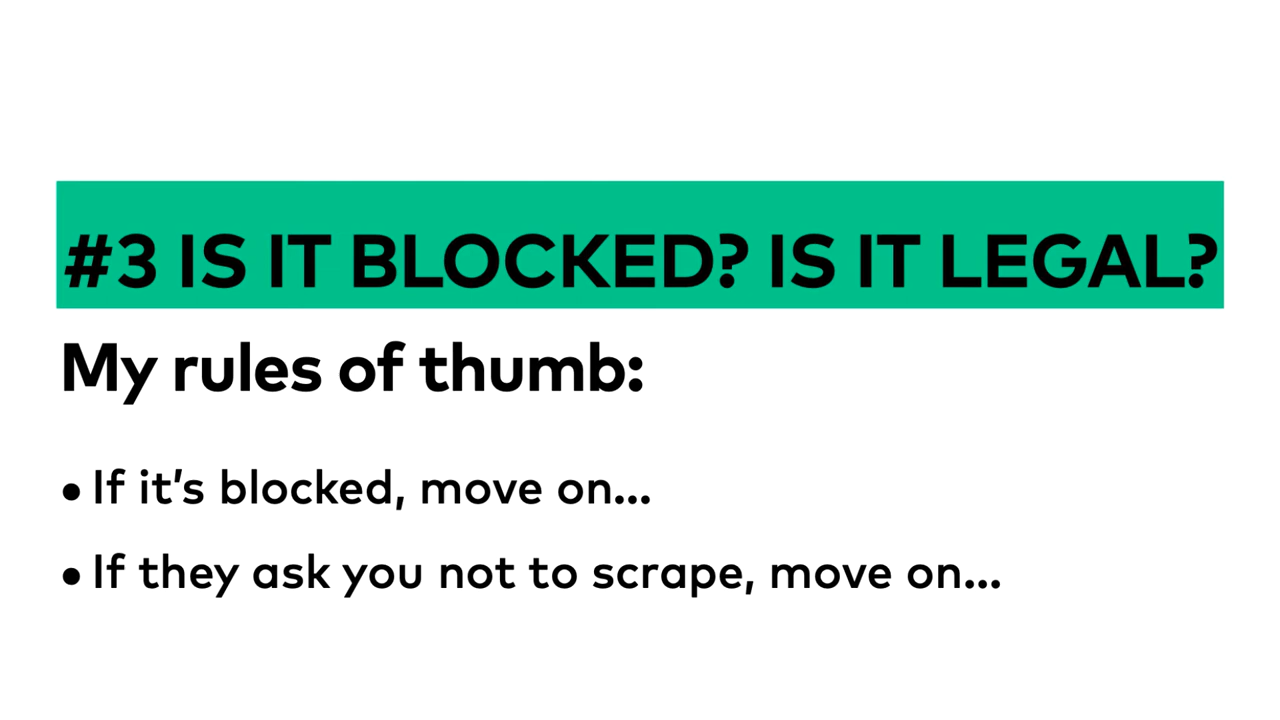 #3 IS IT BLOCKED? IS IT LEGAL?
My rules of thumb:
• If it’s blocked, move on...
• If they ask you not to scrape, move on...